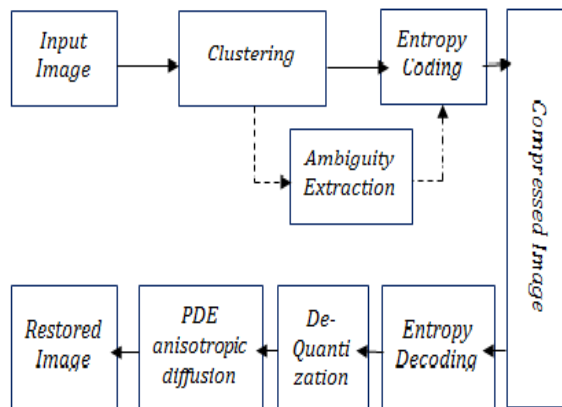 Input
Image
Clustering
Entropy
Coding
Ambiguity
Extraction
Compressed Image
Restored
Image
PDE
anisotropic
diffusion
De-
Quanti
zation
Entropy
Decoding